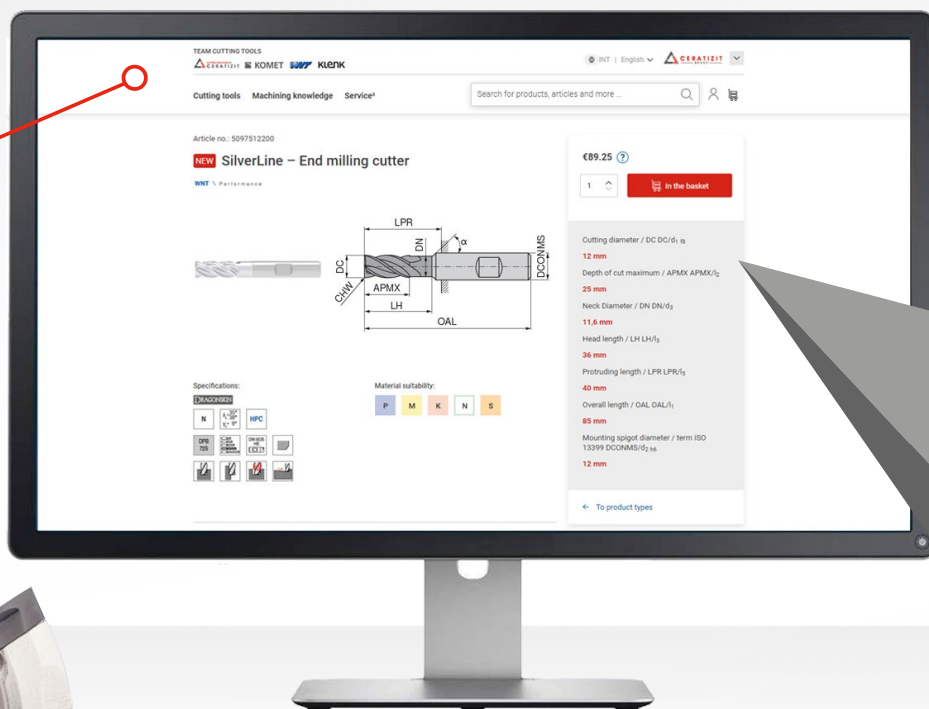 TEAM CUTTING TOOLS
CERATIZIT KOMET WNT KLENK
INT | English
CERATIZIT
Cutting tools Machining knowledge Service³
Search for products, articles and more ...
Article no.: 5097512200
NEW SilverLine – End milling cutter
WNT \ Performance
€89.25 ?
1
In the basket
LPR
DN
α
DC
DCONMS
CHW
APMX
LH
OAL
Cutting diameter / DC DC/d₁
12 mm
Depth of cut maximum / APMX APMX/l₂
25 mm
Neck Diameter / DN DN/d₃
11,6 mm
Head length / LH LH/l₃
36 mm
Protruding length / LPR LPR/l₅
40 mm
Overall length / OAL OAL/l₁
85 mm
Mounting spigot diameter / term ISO
13399 DCONMS/d₂ h6
12 mm
Specifications:
DRAGONSKIN
N
HPC
DPB
72S
Material suitability:
P M K N S
← To product types